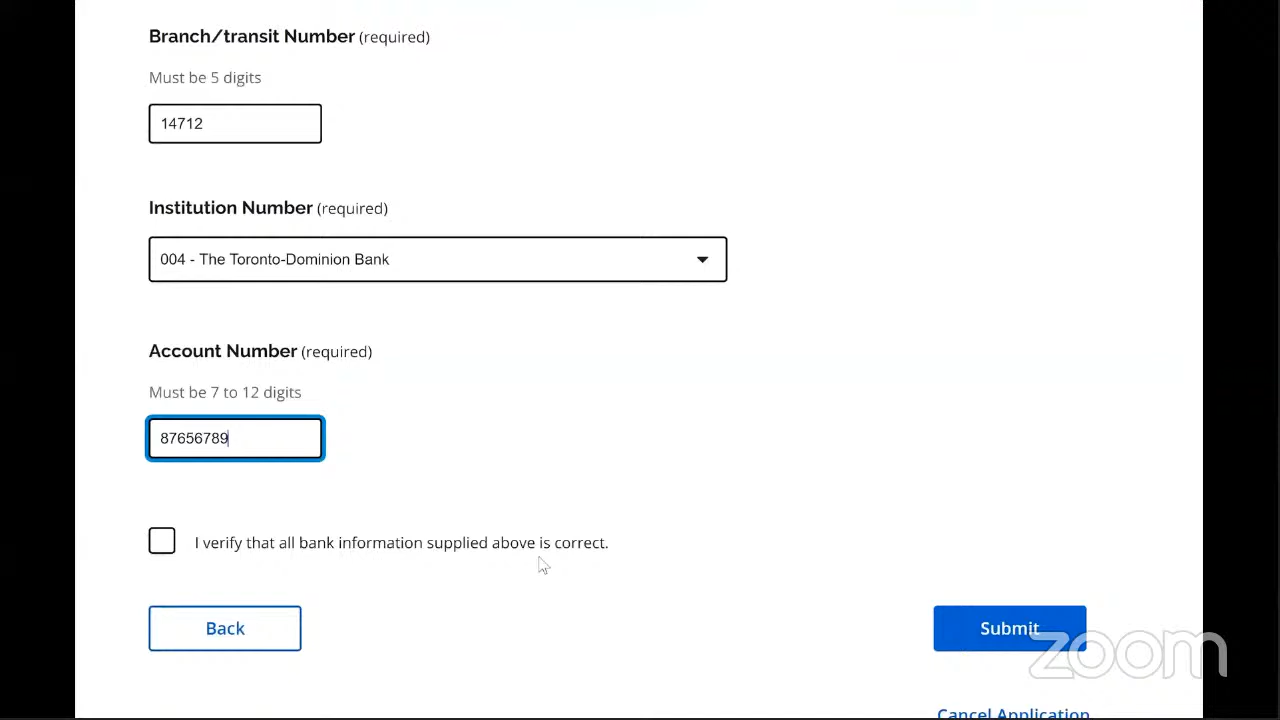 Branch/transit Number (required)
Must be 5 digits
14712
Institution Number (required)
004 - The Toronto-Dominion Bank
Account Number (required)
Must be 7 to 12 digits
87656789
I verify that all bank information supplied above is correct.
Back
Submit
zoom
Cancel Application